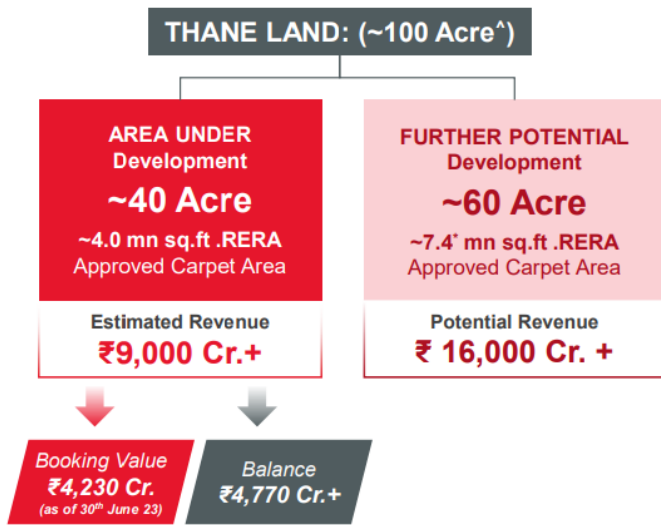 THANE LAND: (~100 Acre^)
AREA UNDER
Development
~40 Acre
~4.0 mn sq.ft .RERA
Approved Carpet Area
Estimated Revenue
₹9,000 Cr.+
FURTHER POTENTIAL
Development
~60 Acre
~7.4* mn sq.ft .RERA
Approved Carpet Area
Potential Revenue
₹ 16,000 Cr. +
Booking Value
₹4,230 Cr.
(as of 30th June 23)
Balance
₹4,770 Cr.+